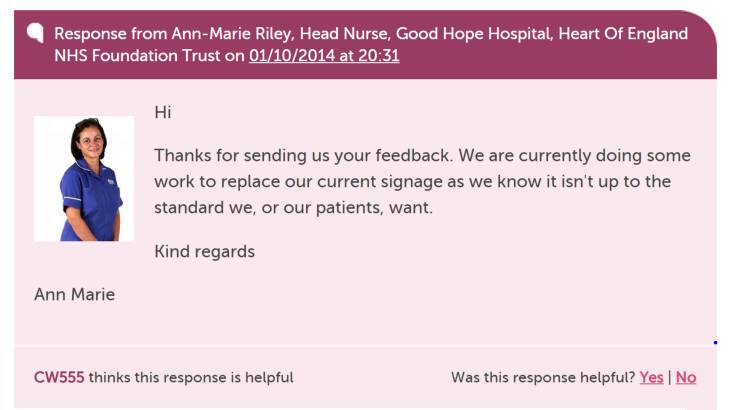 Response from Ann-Marie Riley, Head Nurse, Good Hope Hospital, Heart Of England
NHS Foundation Trust on 01/10/2014 at 20:31
Hi
Thanks for sending us your feedback. We are currently doing some
work to replace our current signage as we know it isn't up to the
standard we, or our patients, want.
Kind regards
Ann Marie
CW555 thinks this response is helpful
Was this response helpful? Yes | No